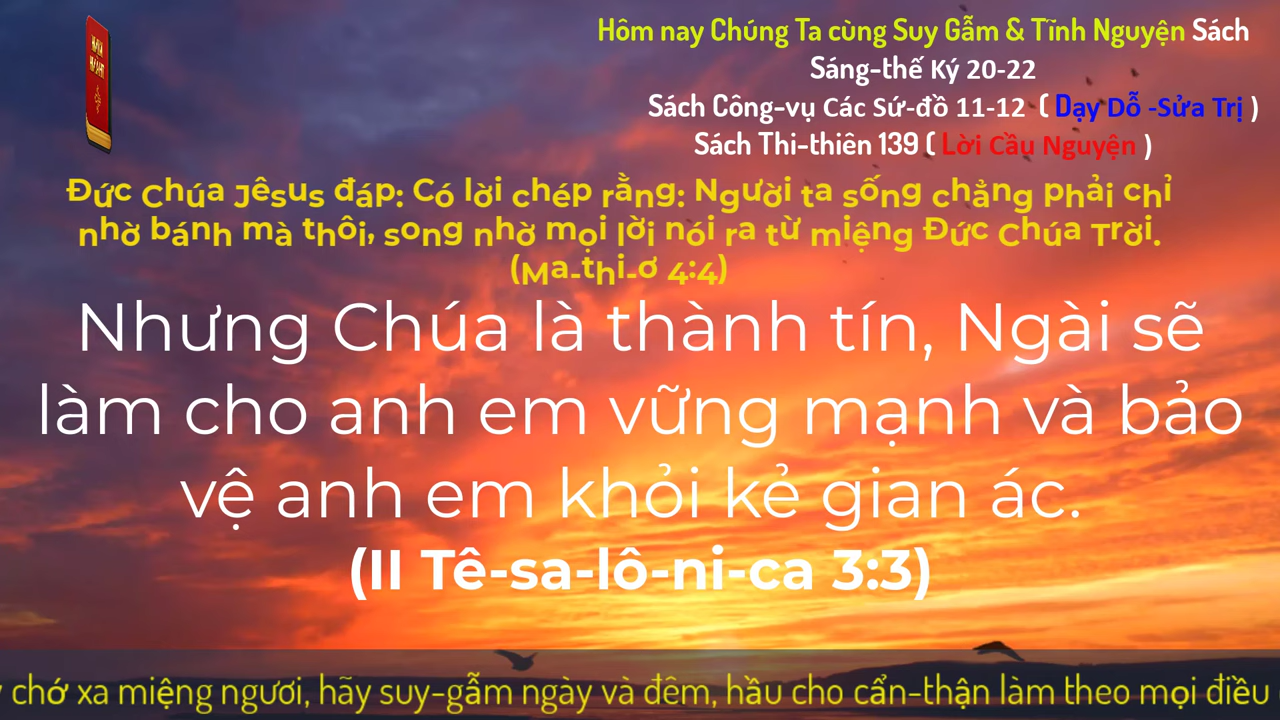 Hôm nay Chúng Ta cùng Suy Gẫm & Tĩnh Nguyện Sách
Sáng-thế Ký 20-22
Sách Công-vụ Các Sứ-đồ 11-12 ( Dạy Dỗ -Sửa Trị )
Sách Thi-thiên 139 ( Lời Cầu Nguyện )
Đức Chúa Jêsus đáp: Có lời chép rằng: Người ta sống chẳng phải chỉ
nhờ bánh mà thôi, song nhờ mọi lời nói ra từ miệng Đức Chúa Trời.
(Ma-thi-ơ 4:4)
Nhưng Chúa là thành tín, Ngài sẽ
làm cho anh em vững mạnh và bảo
vệ anh em khỏi kẻ gian ác.
(II Tê-sa-lô-ni-ca 3:3)
chớ xa miệng ngươi, hãy suy-gẫm ngày và đêm, hầu cho cẩn-thận làm theo mọi điều